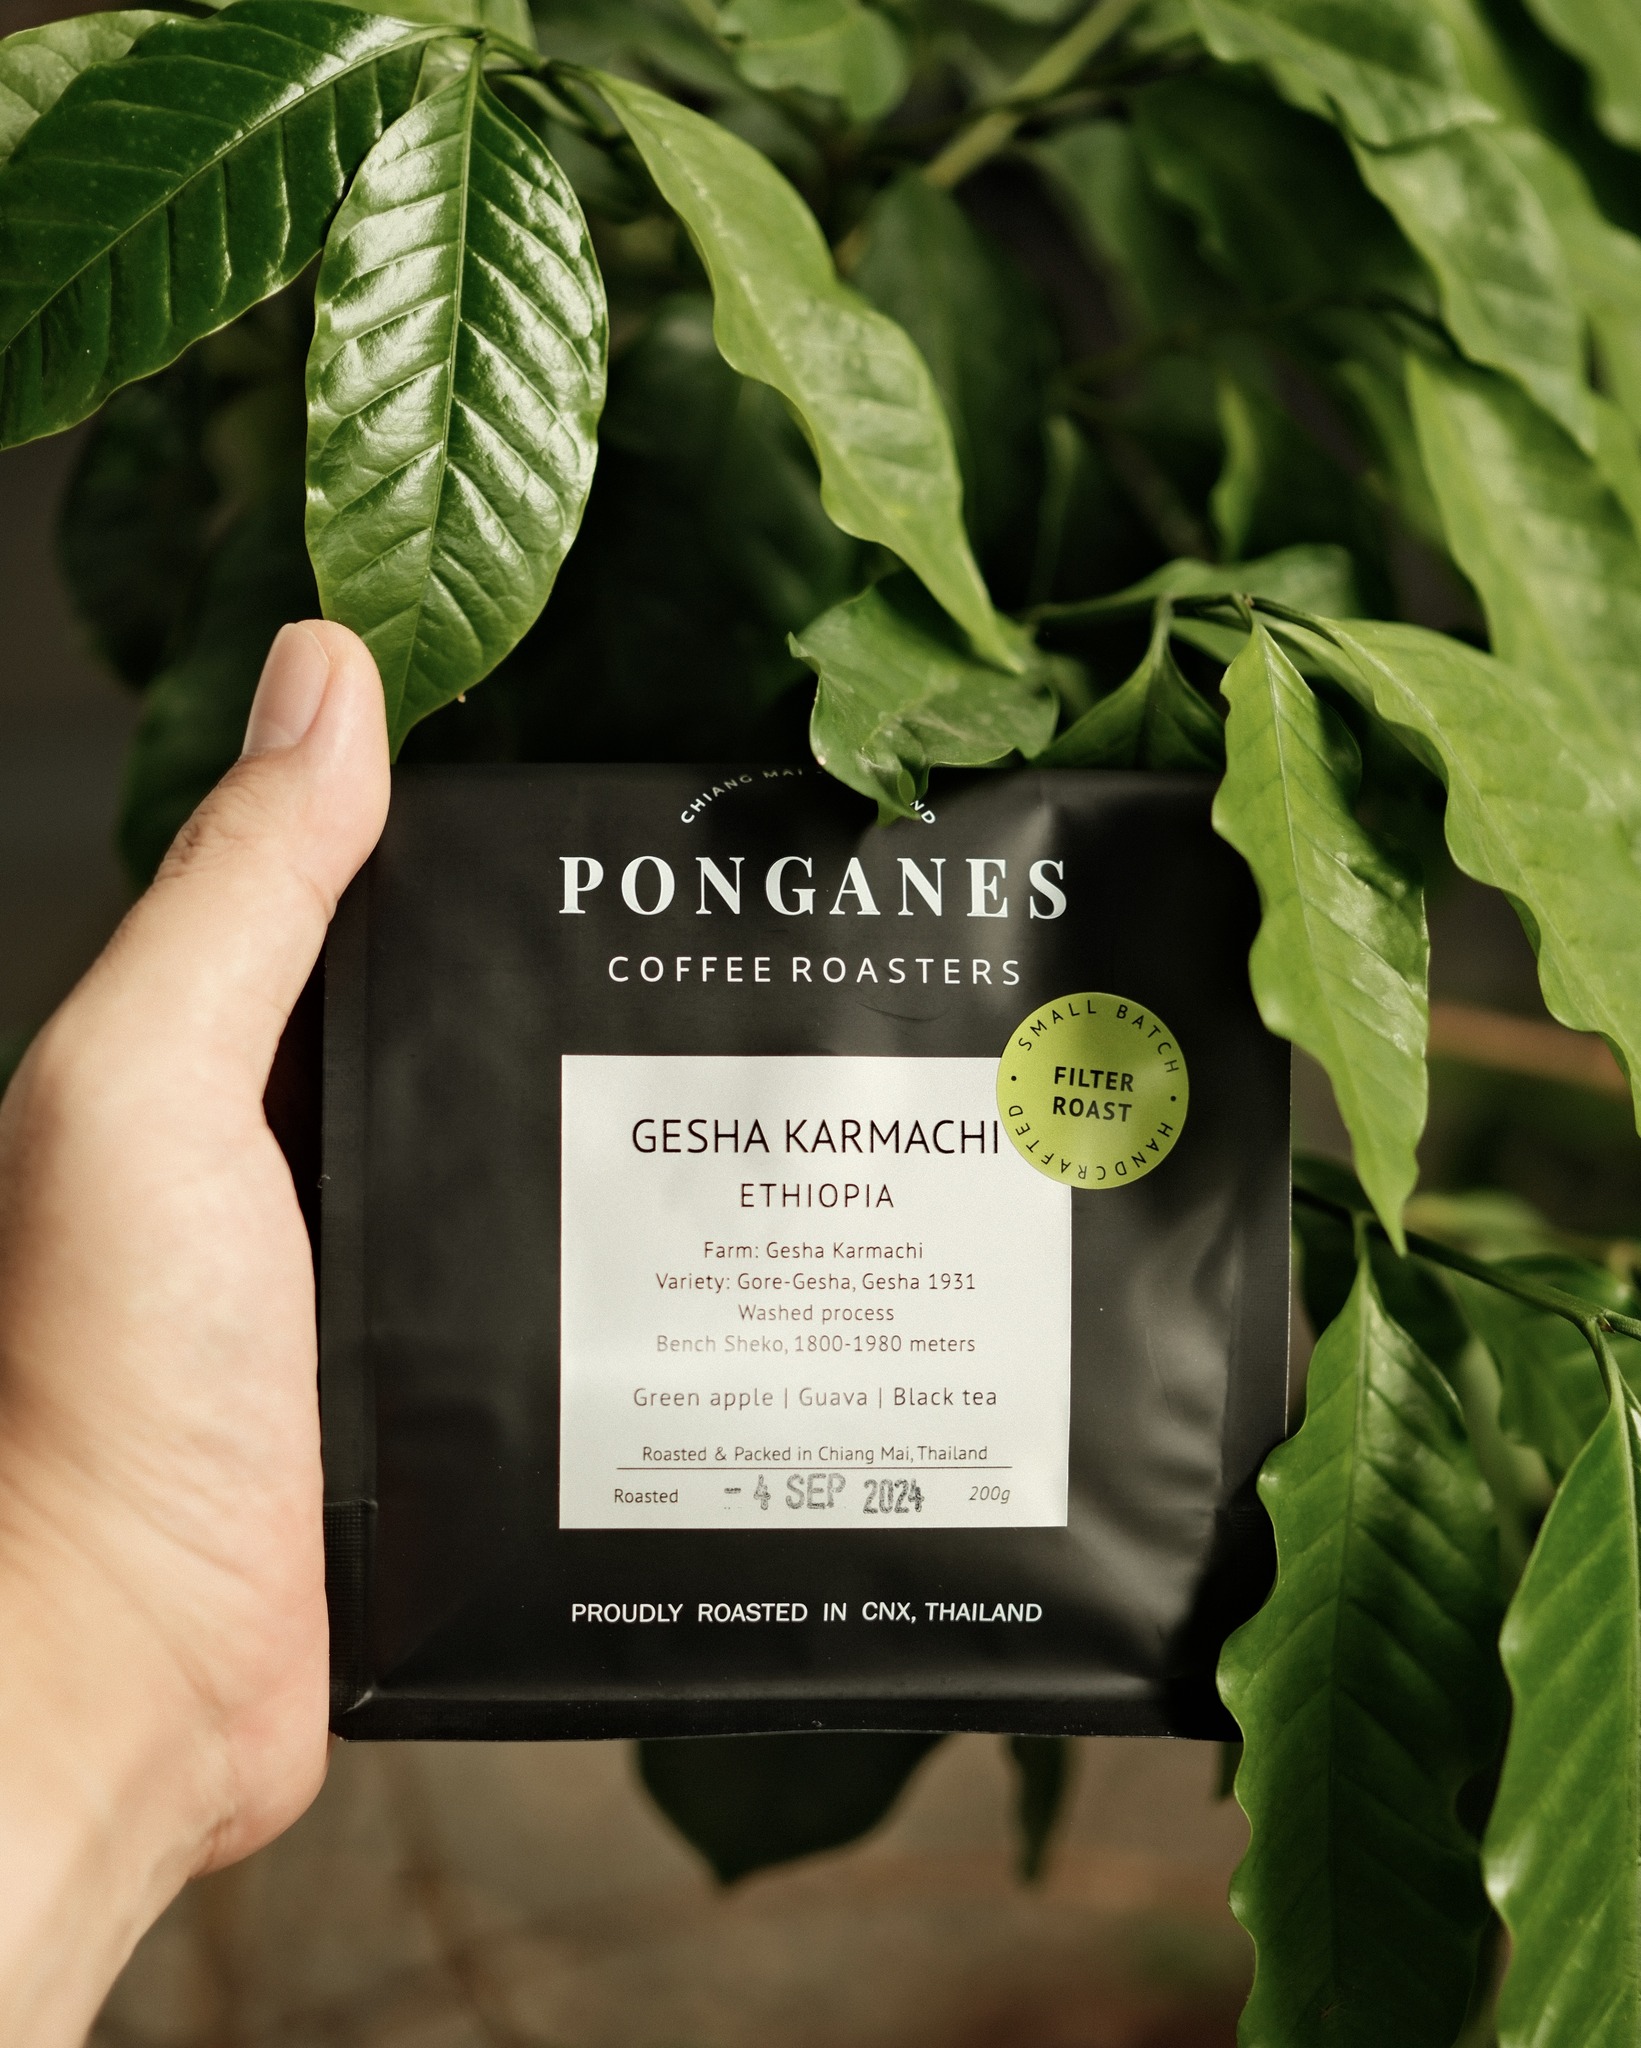 CHIANG MAI
PONGANES
COFFEE ROASTERS
SMALL BATCH • HANDCRAFTED •
FILTER
ROAST
GESHA KARMACHI
ETHIOPIA
Farm: Gesha Karmachi
Variety: Gore-Gesha, Gesha 1931
Washed process
Bench Sheko, 1800-1980 meters
Green apple | Guava | Black tea
Roasted & Packed in Chiang Mai, Thailand
Roasted - 4 SEP 2024 200g
PROUDLY ROASTED IN CNX, THAILAND